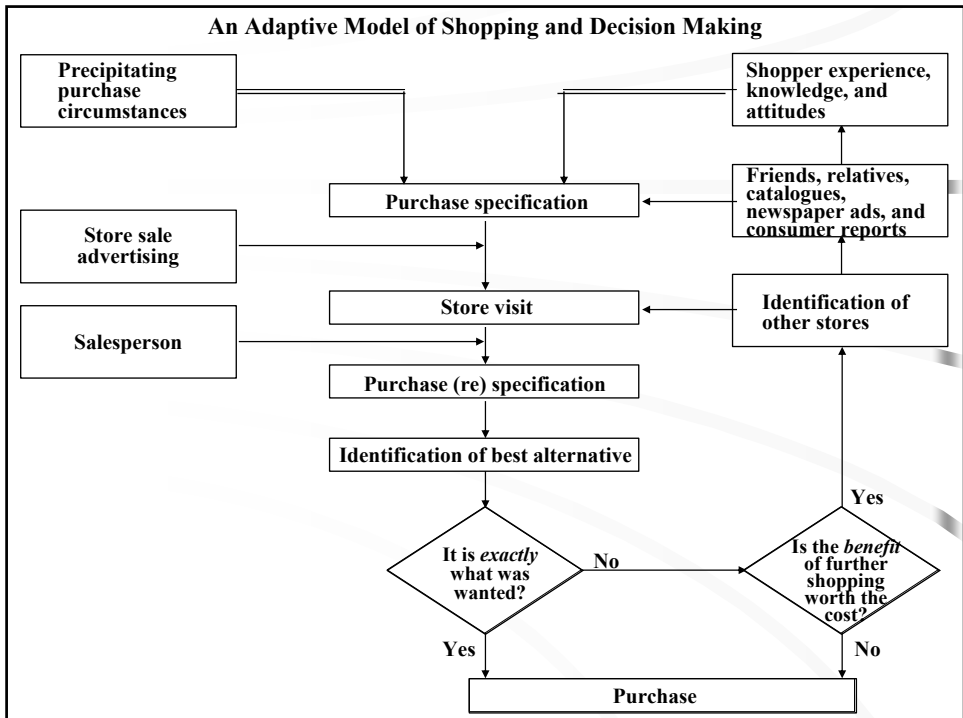 An Adaptive Model of Shopping and Decision Making
Precipitating
purchase
circumstances
Shopper experience,
knowledge, and
attitudes
Purchase specification
Friends, relatives,
catalogues,
newspaper ads, and
consumer reports
Store sale
advertising
Store visit
Identification of
other stores
Salesperson
Purchase (re) specification
Identification of best alternative
Yes
It is exactly
what was
wanted?
No
Is the benefit
of further
shopping
worth the
cost?
Yes
No
Purchase